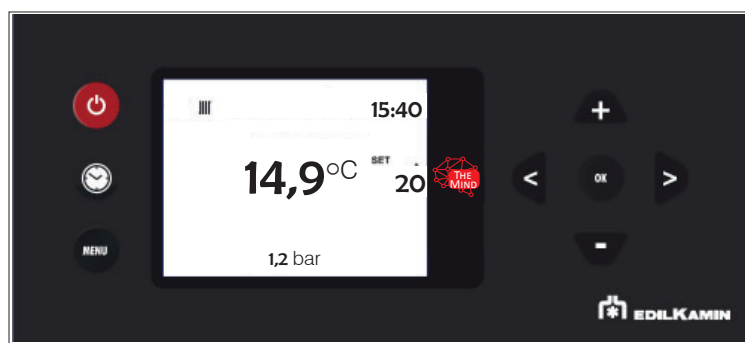 15:40
14,9°C
SET
20
1,2 bar
MENU
THE
MIND
+
<
OK
>
-
EDILKAMIN